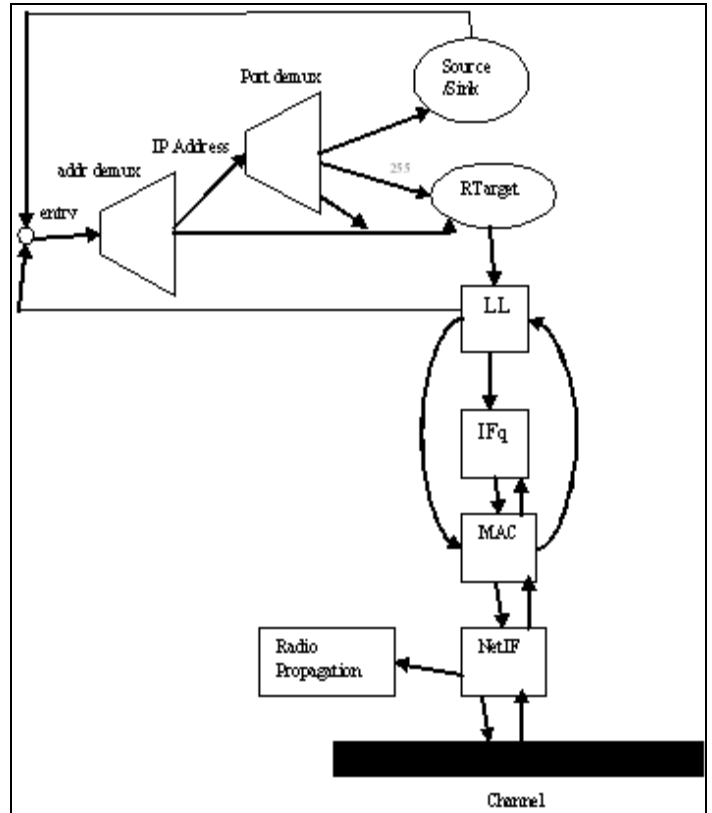 Source
/Sink
Port demux
IP Address
255
addr demux
RTarget
entry
LL
IFq
MAC
Radio
Propagation
NetIF
Channel